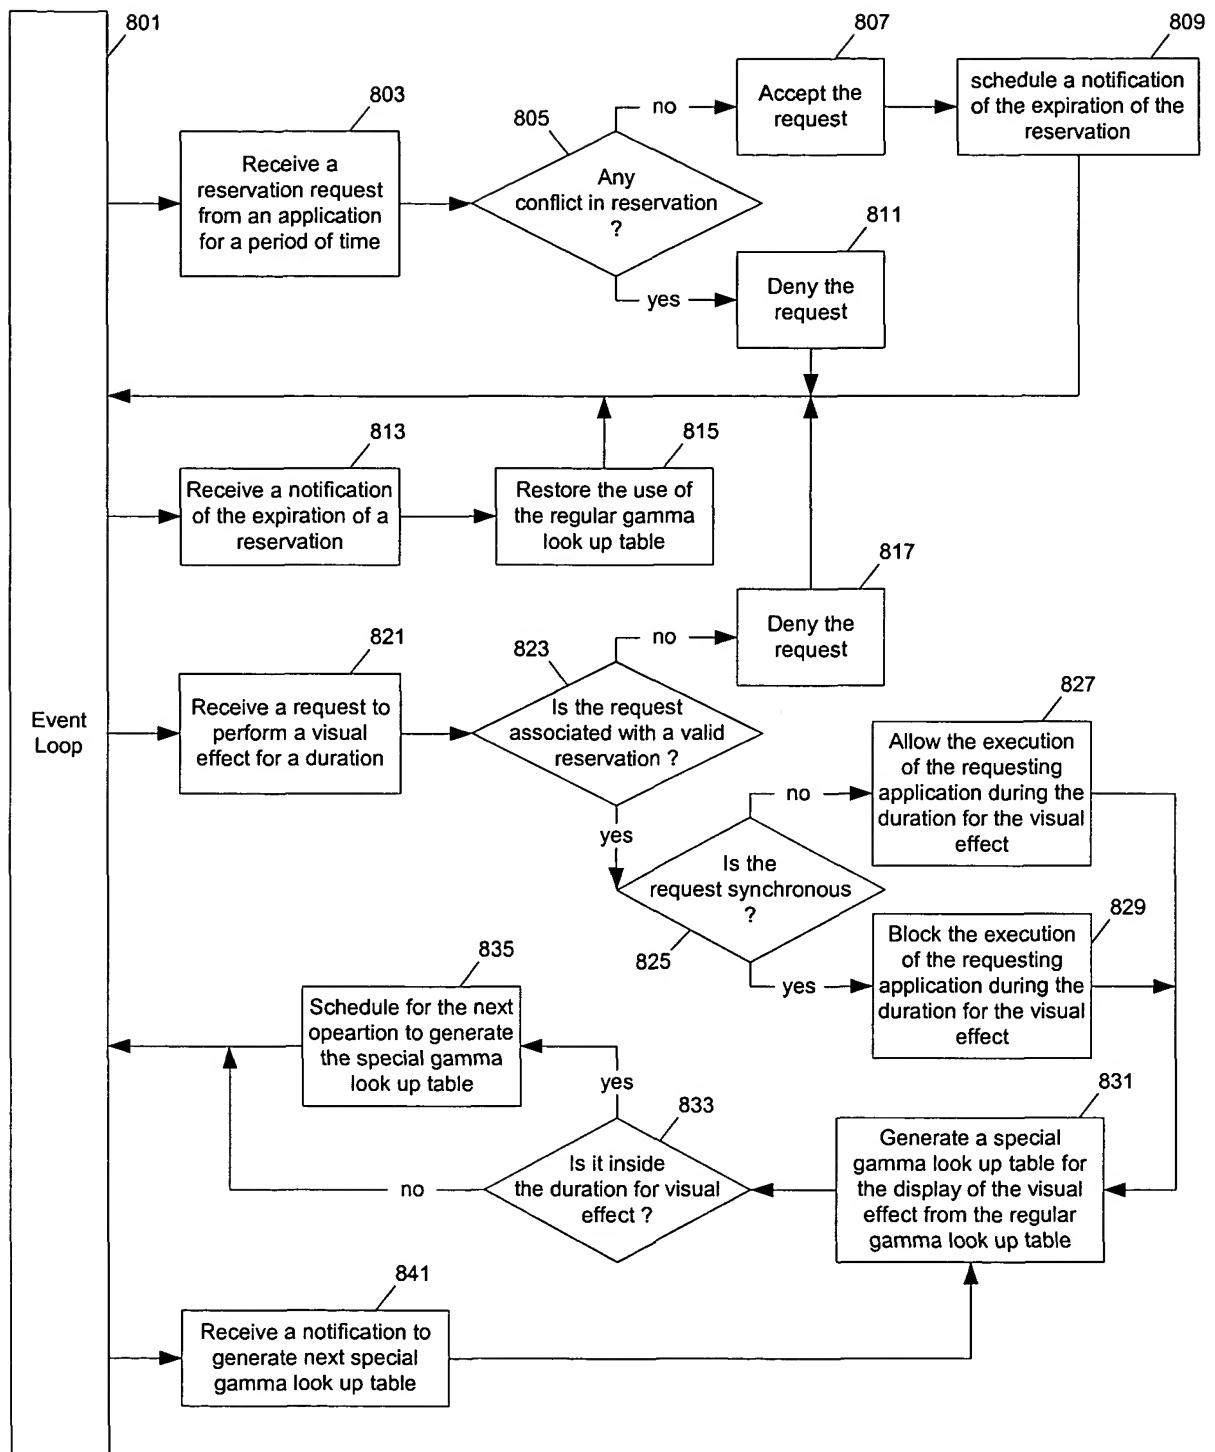 801
807
809
803
805
no
Accept the
request
schedule a notification
of the expiration of the
reservation
Receive a
reservation request
from an application
for a period of time
Any
conflict in reservation
?
811
yes
Deny the
request
813
815
Receive a notification
of the expiration of a
reservation
Restore the use of
the regular gamma
look up table
817
821
823
no
Deny the
request
827
Event
Loop
Receive a request to
perform a visual
effect for a duration
Is the request
associated with a valid
reservation ?
Allow the execution
of the requesting
application during the
duration for the visual
effect
no
yes
Is the
request synchronous
?
829
825
Block the execution
of the requesting
application during the
duration for the visual
effect
yes
835
Schedule for the next
opeartion to generate
the special gamma
look up table
yes
831
833
Generate a special
gamma look up table for
the display of the visual
effect from the regular
gamma look up table
Is it inside
the duration for visual
effect ?
no
841
Receive a notification to
generate next special
gamma look up table